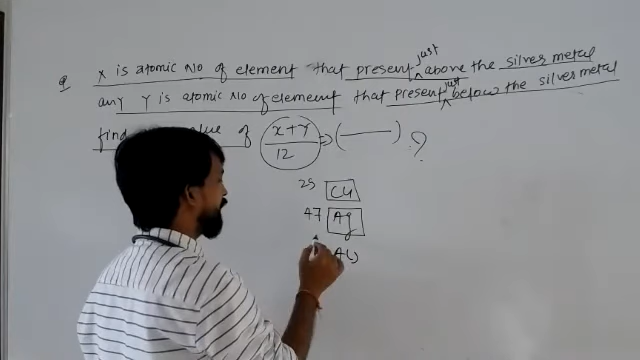 Q X is atomic No of element that present just above the silver metal
any Y is atomic No of element that present just below the silver metal
find value of (x+y)/12 ⇒ (——) ?
29 Cu
47 Ag
Au